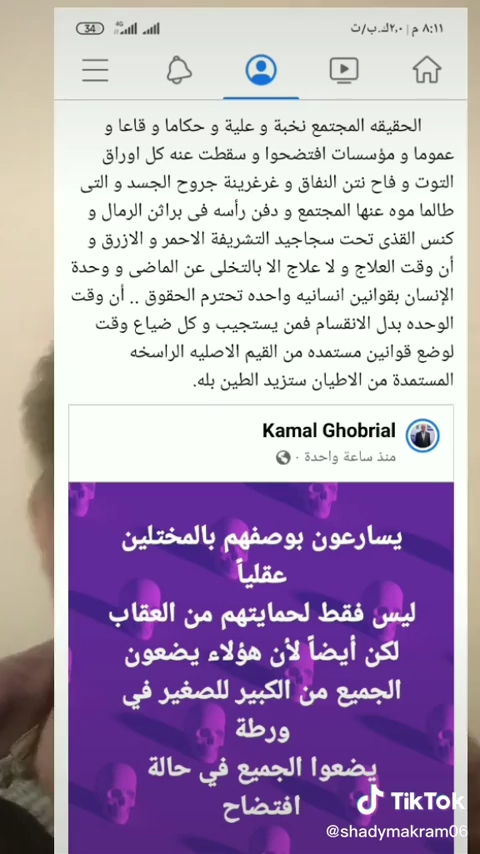 ٨:١١ م | ٢,٠ك.ب/ث
4G
34
الحقيقه المجتمع نخبة و علية و حكاما و قاعا و
عموما و مؤسسات افتضحوا و سقطت عنه كل اوراق
التوت و فاح نتن النفاق و غرغرينة جروح الجسد و التى
طالما موه عنها المجتمع و دفن رأسه فى براثن الرمال و
كنس القذى تحت سجاجيد التشريفة الاحمر و الازرق و
أن وقت العلاج و لا علاج الا بالتخلى عن الماضى و وحدة
الإنسان بقوانين انسانيه واحده تحترم الحقوق .. أن وقت
الوحده بدل الانقسام فمن يستجيب و كل ضياع وقت
لوضع قوانين مستمده من القيم الاصليه الراسخه
المستمدة من الاطيان ستزيد الطين بله.
Kamal Ghobrial
منذ ساعة واحدة ·
يسارعون بوصفهم بالمختلين
عقلياً
ليس فقط لحمايتهم من العقاب
لكن أيضاً لأن هؤلاء يضعون
الجميع من الكبير للصغير في
ورطة
يضعوا الجميع في حالة
افتضاح
TikTok
@shadymakram06